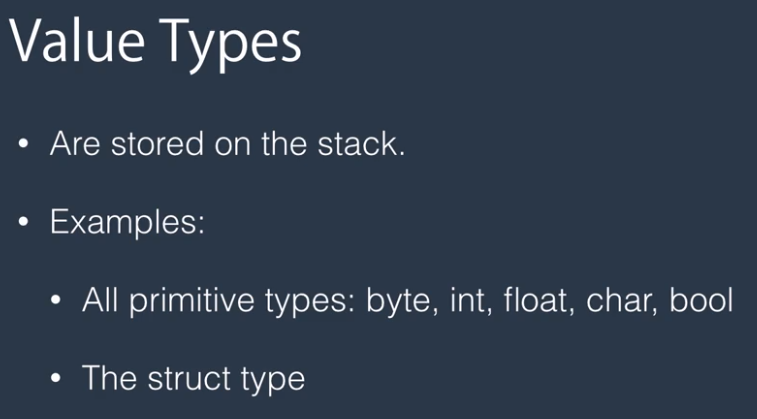 Value Types
• Are stored on the stack.
• Examples:
• All primitive types: byte, int, float, char, bool
• The struct type